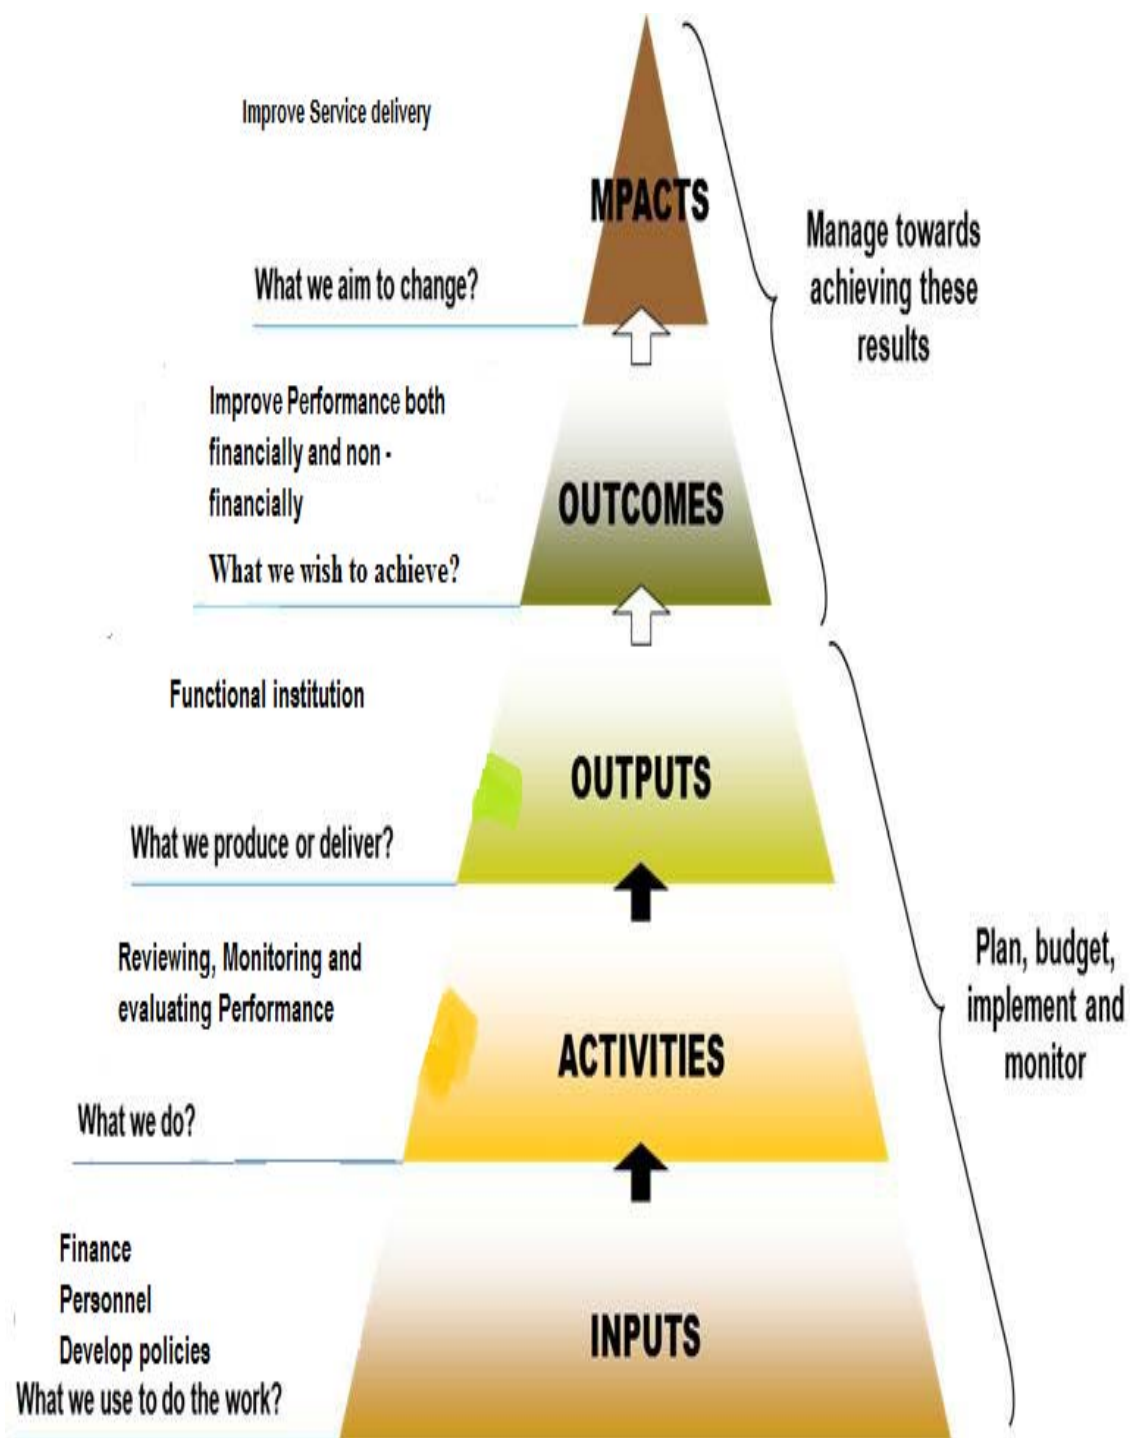 Improve Service delivery
MPACTS
What we aim to change?
Manage towards
achieving these
results
Improve Performance both
financially and non -
financially
OUTCOMES
What we wish to achieve?
Functional institution
OUTPUTS
What we produce or deliver?
Reviewing, Monitoring and
evaluating Performance
ACTIVITIES
What we do?
Plan, budget,
implement and
monitor
Finance
Personnel
Develop policies
INPUTS
What we use to do the work?